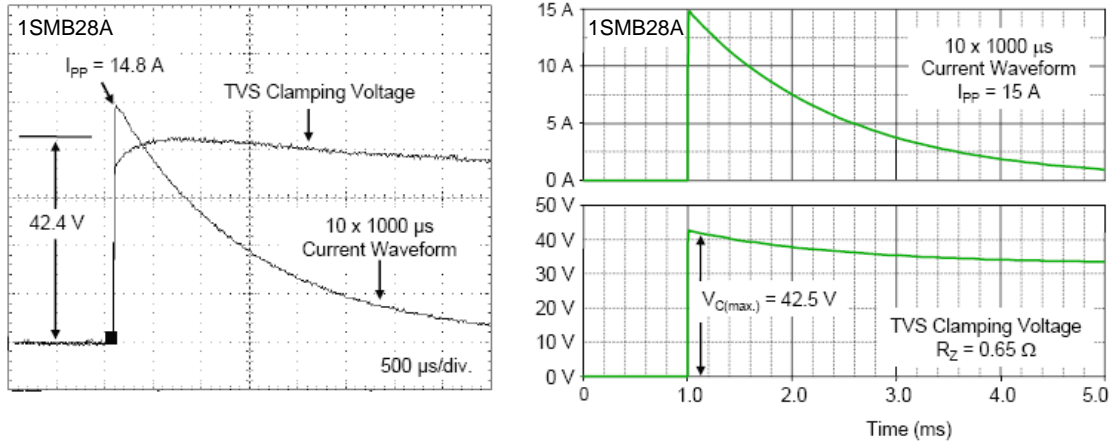 1SMB28A
I_PP = 14.8 A
TVS Clamping Voltage
42.4 V
10 x 1000 µs
Current Waveform
500 µs/div.
15 A
1SMB28A
10 x 1000 µs
Current Waveform
I_PP = 15 A
10 A
5 A
0 A
50 V
40 V
30 V
V_C(max.) = 42.5 V
20 V
TVS Clamping Voltage
R_Z = 0.65 Ω
10 V
0 V
0 1.0 2.0 3.0 4.0 5.0
Time (ms)